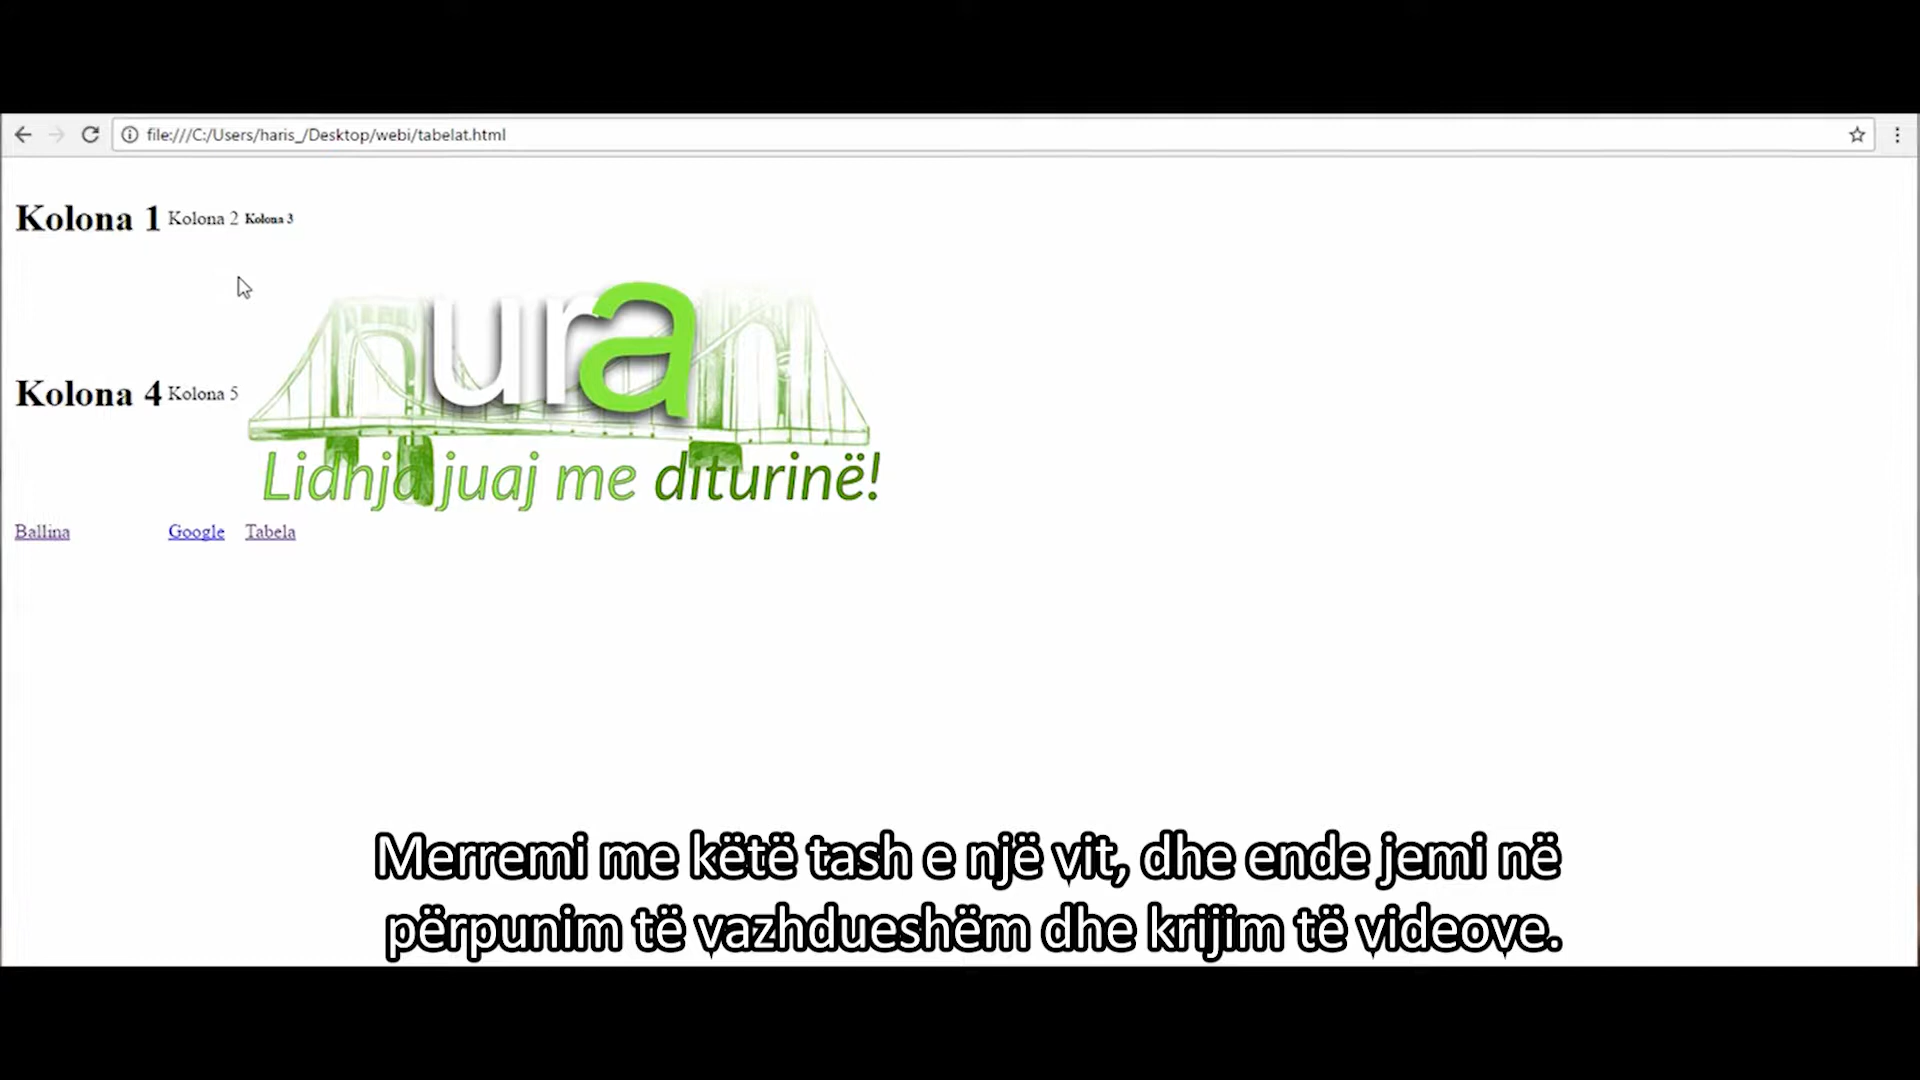 file:///C:/Users/haris_/Desktop/webi/tabelat.html
Kolona 1 Kolona 2 Kolona 3
ura
Kolona 4 Kolona 5
Lidhja juaj me diturinë!
Ballina Google Tabela
Merremi me këtë tash e një vit, dhe ende jemi në
përpunim të vazhdueshëm dhe krijim të videove.